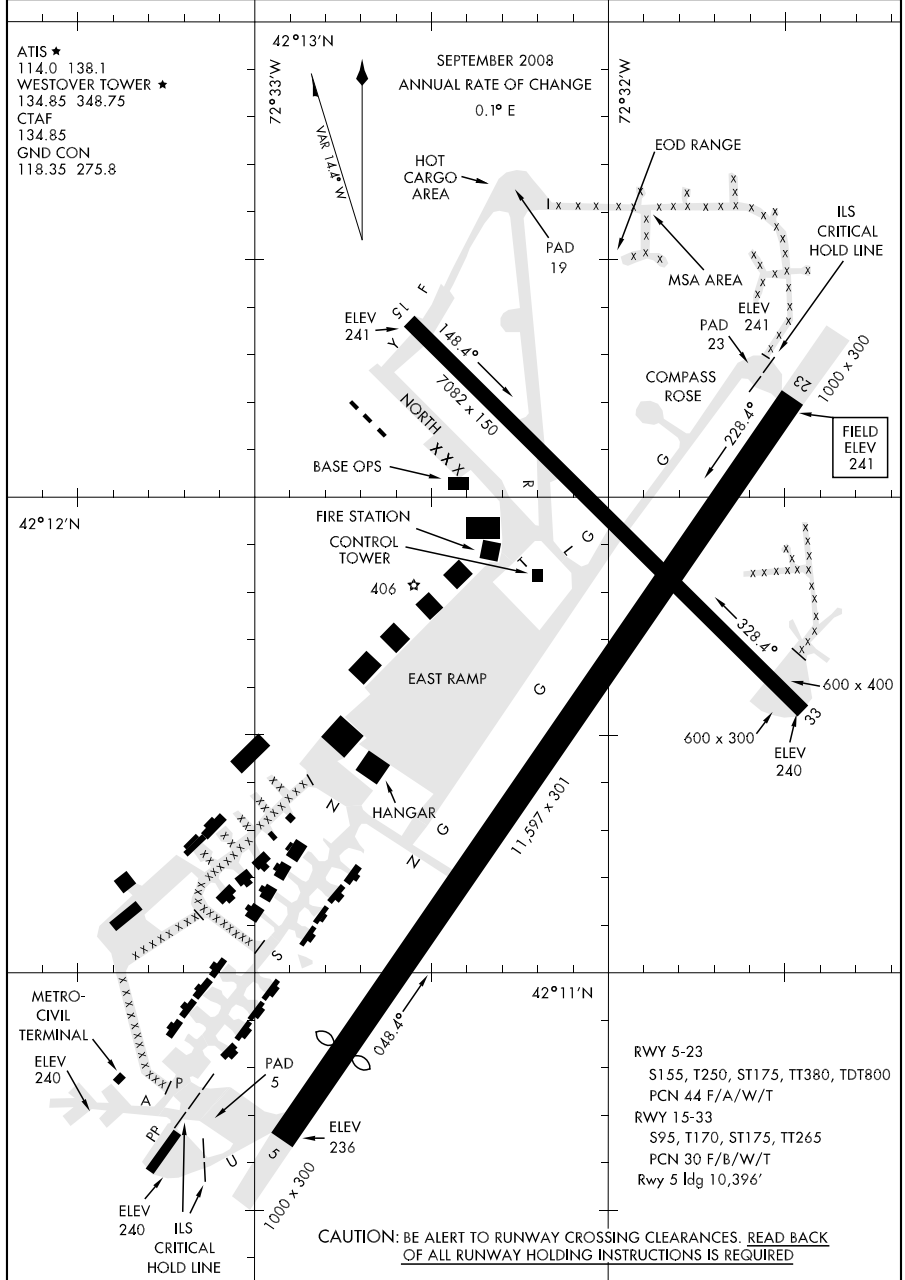 ATIS ★
114.0 138.1
WESTOVER TOWER ★
134.85 348.75
CTAF
134.85
GND CON
118.35 275.8
42°13'N
72°33'W
SEPTEMBER 2008
ANNUAL RATE OF CHANGE
0.1° E
72°32'W
VAR 14.4° W
HOT
CARGO
AREA
EOD RANGE
ILS
CRITICAL
HOLD LINE
PAD
19
MSA AREA
F
ELEV
241
15
Y
148.4°
7082 x 150
ELEV
241
PAD
23
COMPASS
ROSE
23
1000 x 300
228.4°
NORTH
X X X
FIELD
ELEV
241
BASE OPS
G
R
42°12'N
FIRE STATION
CONTROL
TOWER
T
L
G
406
328.4°
EAST RAMP
G
600 x 400
33
600 x 300
ELEV
240
HANGAR
N
G
N
11,597 x 301
S
42°11'N
048.4°
METRO-
CIVIL
TERMINAL
ELEV
240
PAD
5
P
A
PP
U
5
ELEV
236
1000 x 300
ELEV
240
ILS
CRITICAL
HOLD LINE
RWY 5-23
S155, T250, ST175, TT380, TDT800
PCN 44 F/A/W/T
RWY 15-33
S95, T170, ST175, TT265
PCN 30 F/B/W/T
Rwy 5 ldg 10,396'
CAUTION: BE ALERT TO RUNWAY CROSSING CLEARANCES. READ BACK
OF ALL RUNWAY HOLDING INSTRUCTIONS IS REQUIRED